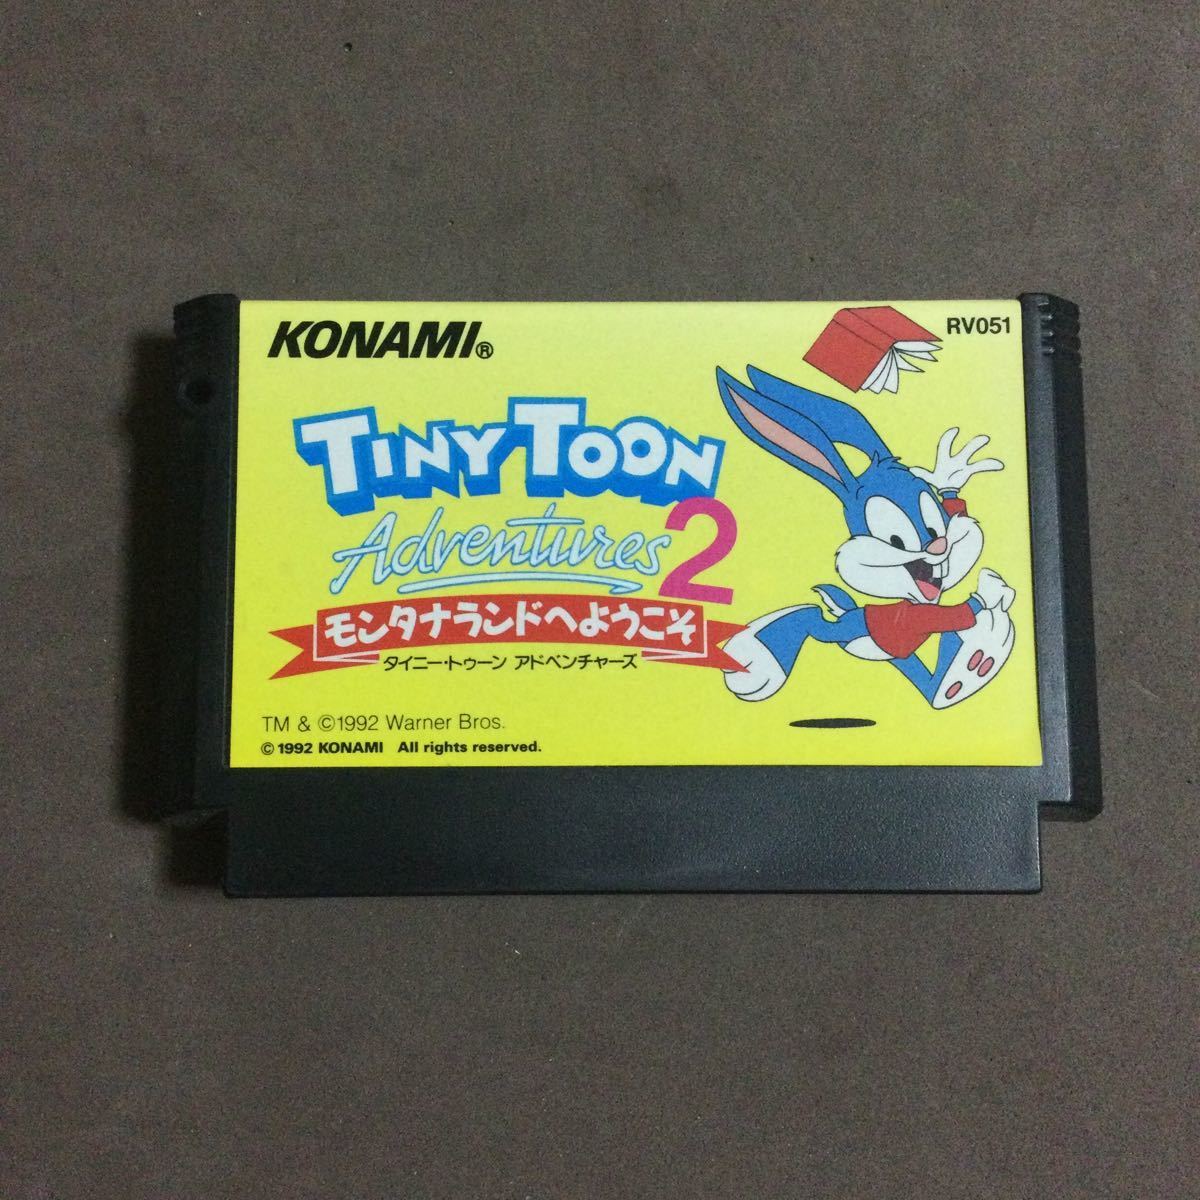 KONAMI®
RV051
TINY TOON
Adventures 2
モンタナランドへようこそ
タイニー・トゥーン アドベンチャーズ
TM & ©1992 Warner Bros.
© 1992 KONAMI All rights reserved.